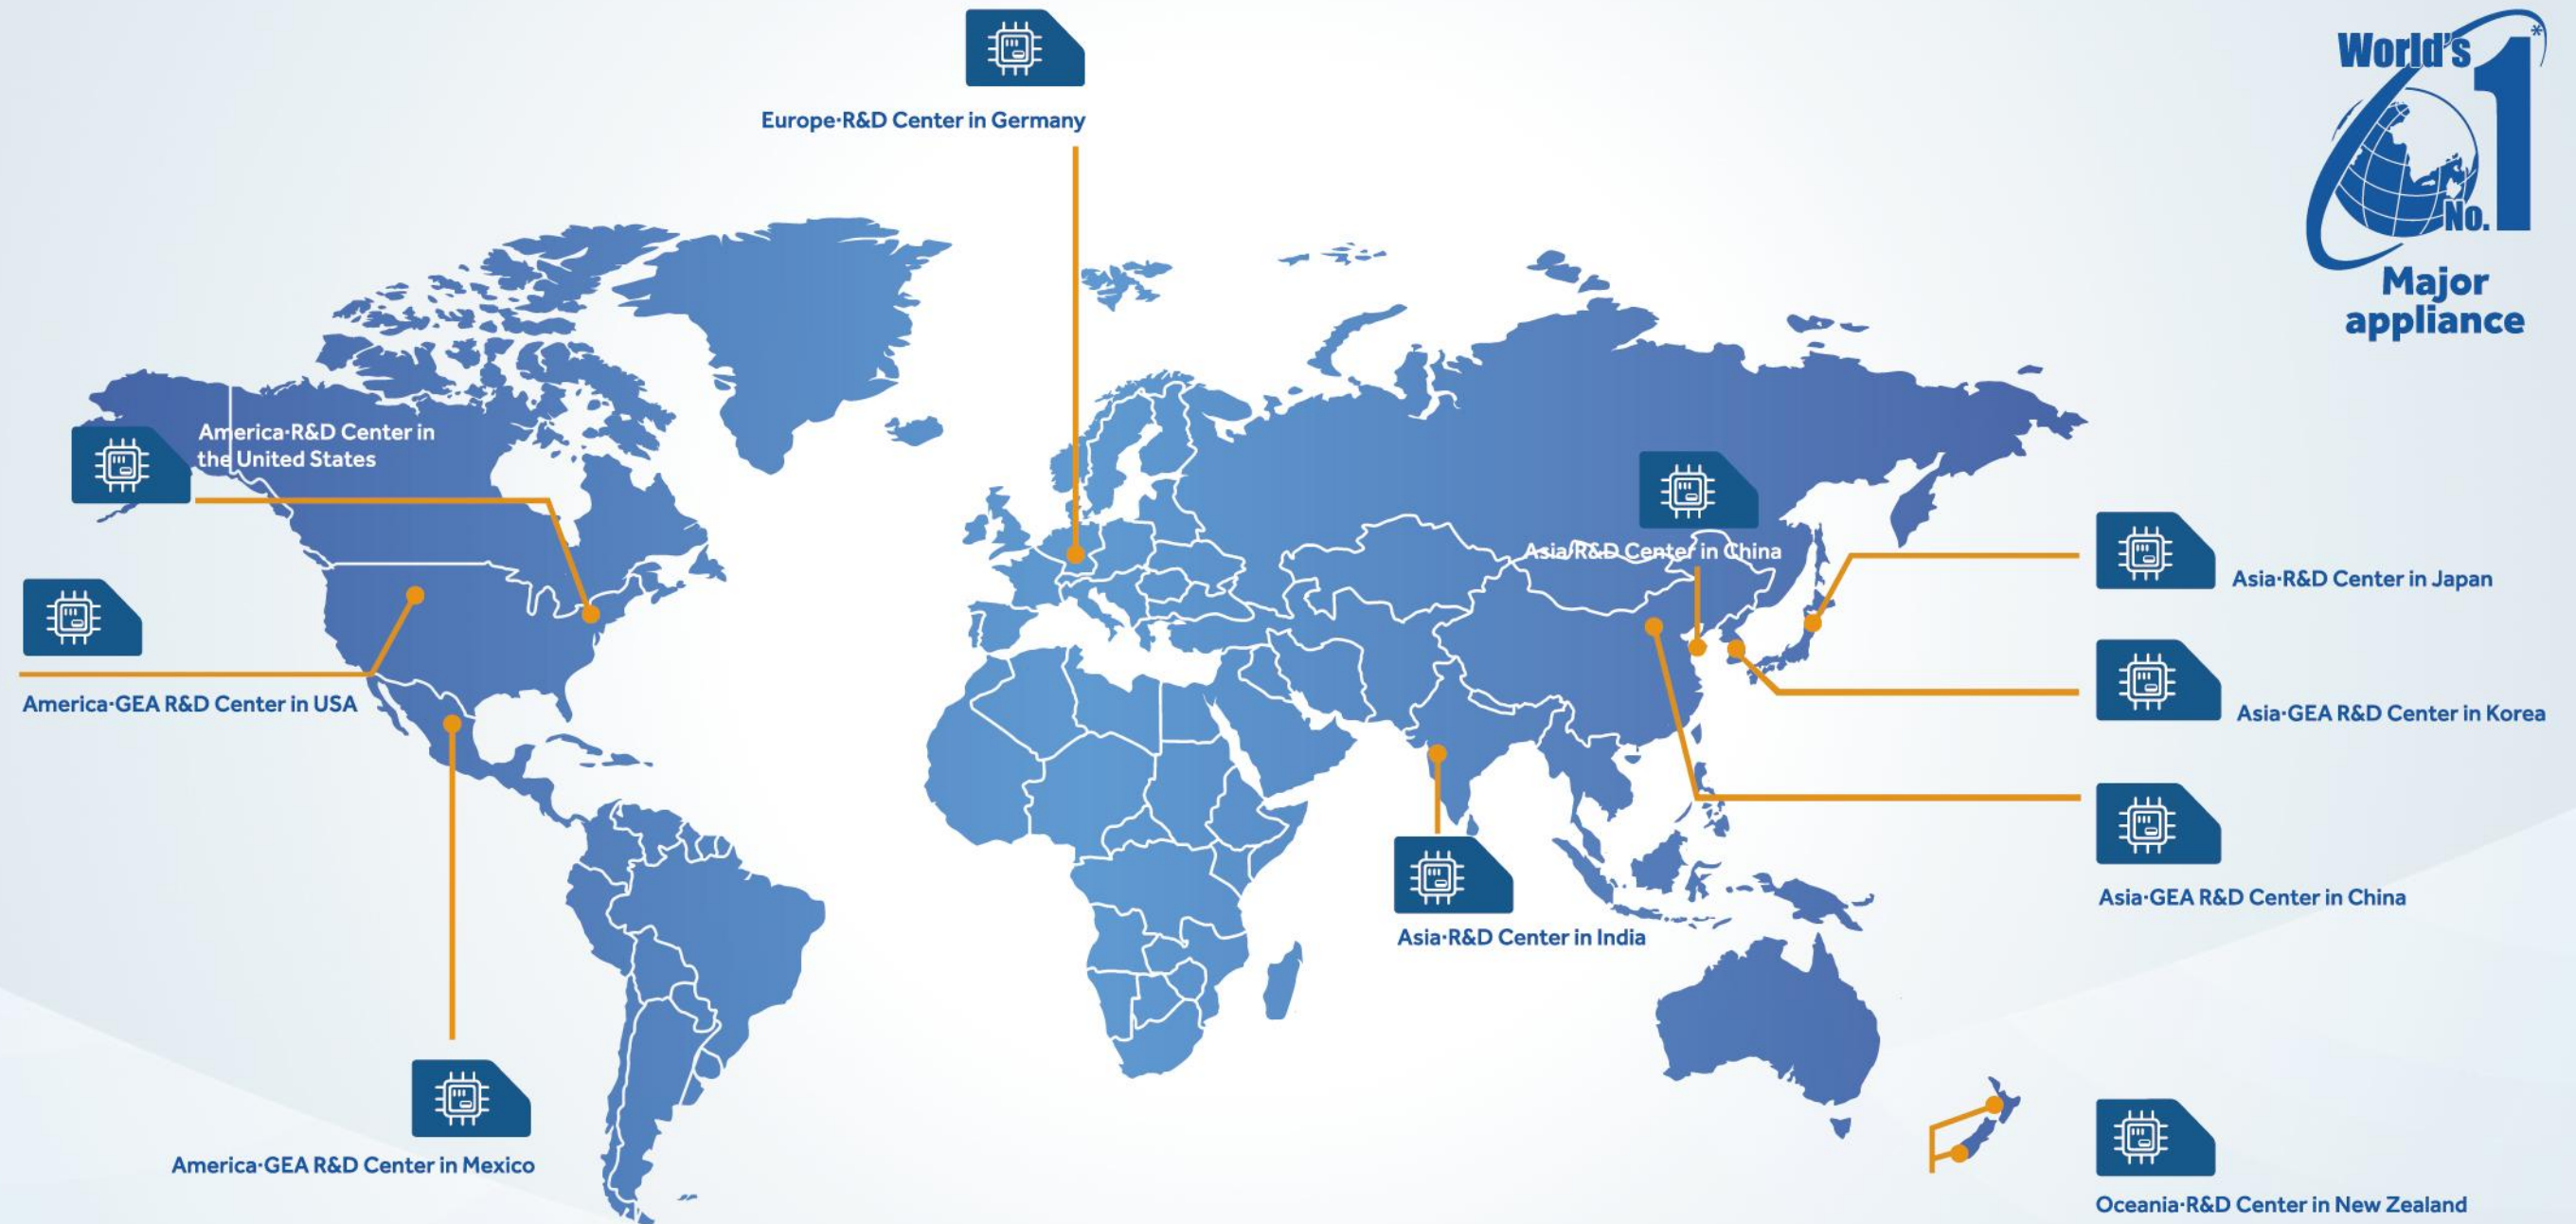 World's
No.1*
Major
appliance
Europe·R&D Center in Germany
America·R&D Center in
the United States
Asia·R&D Center in China
Asia·R&D Center in Japan
America·GEA R&D Center in USA
Asia·GEA R&D Center in Korea
Asia·GEA R&D Center in China
Asia·R&D Center in India
America·GEA R&D Center in Mexico
Oceania·R&D Center in New Zealand